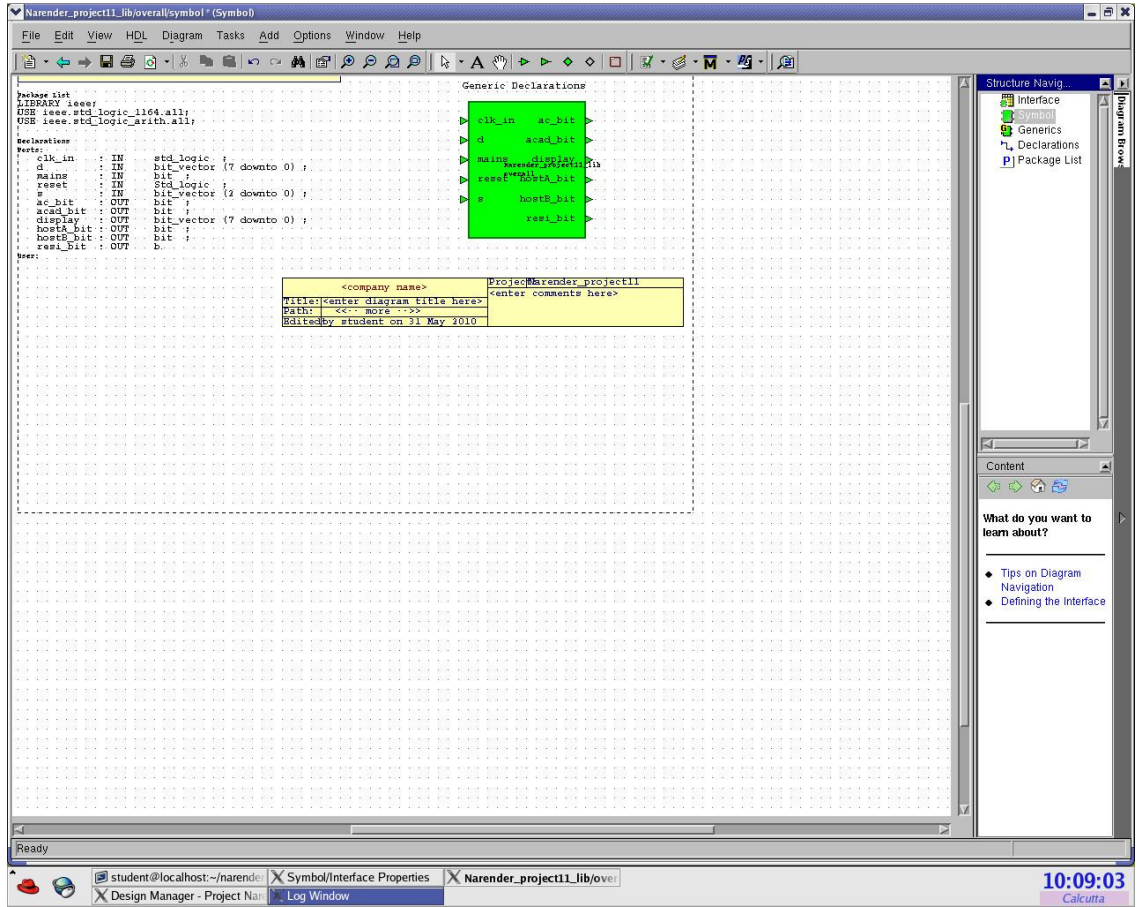 Narender_project11_lib/overall/symbol * (Symbol)
File Edit View HDL Diagram Tasks Add Options Window Help
Package List
LIBRARY ieee;
USE ieee.std_logic_1164.all;
USE ieee.std_logic_arith.all;
Declarations
Ports:
clk_in : IN std_logic ;
d : IN bit_vector (7 downto 0) ;
mains : IN bit ;
reset : IN Std_logic ;
s : IN bit_vector (2 downto 0) ;
ac_bit : OUT bit ;
acad_bit : OUT bit ;
display : OUT bit_vector (7 downto 0) ;
hostA_bit : OUT bit ;
hostB_bit : OUT bit ;
resi_bit : OUT b
User:
Generic Declarations
clk_in ac_bit
d acad_bit
mains display
Narender_project11_lib
overall
reset hostA_bit
s hostB_bit
resi_bit
<company name>
Title: <enter diagram title here>
Path: <<-- more -->>
Edited by student on 31 May 2010
Project: Narender_project11
<enter comments here>
Structure Navig...
Interface
Symbol
Generics
Declarations
Package List
Diagram Brows
Content
What do you want to
learn about?
Tips on Diagram
Navigation
Defining the Interface
Ready
student@localhost:~/narende
Symbol/Interface Properties
Narender_project11_lib/over
Design Manager - Project Nar
Log Window
10:09:03
Calcutta